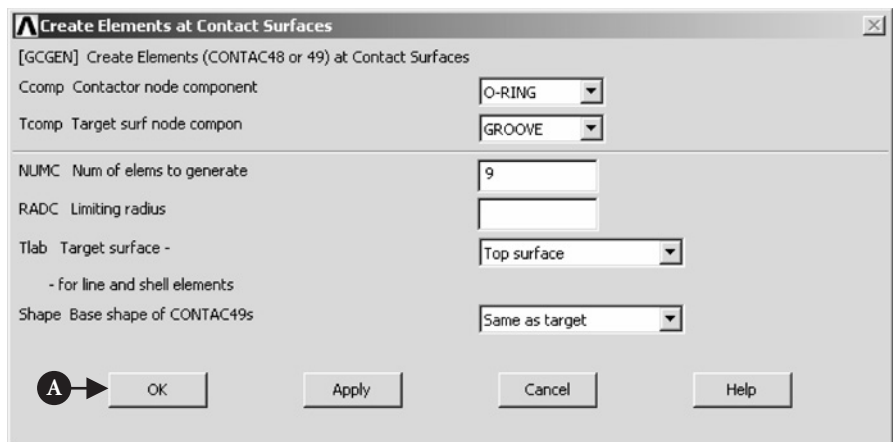 Create Elements at Contact Surfaces
[GCGEN] Create Elements (CONTAC48 or 49) at Contact Surfaces
Ccomp Contactor node component O-RING
Tcomp Target surf node compon GROOVE
NUMC Num of elems to generate 9
RADC Limiting radius
Tlab Target surface - Top surface
- for line and shell elements
Shape Base shape of CONTAC49s Same as target
A OK Apply Cancel Help